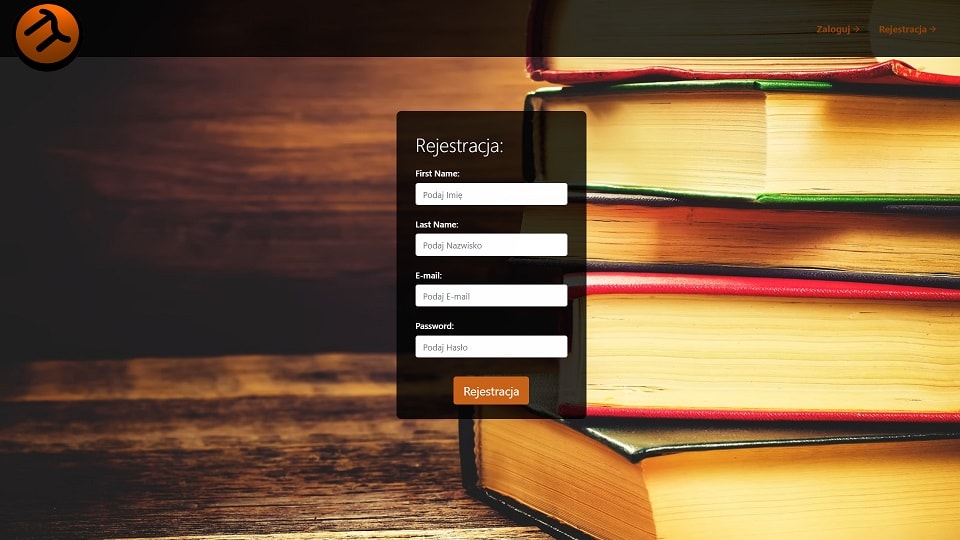 Zaloguj → Rejestracja →
Rejestracja:
First Name:
Podaj Imię
Last Name:
Podaj Nazwisko
E-mail:
Podaj E-mail
Password:
Podaj Hasło
Rejestracja